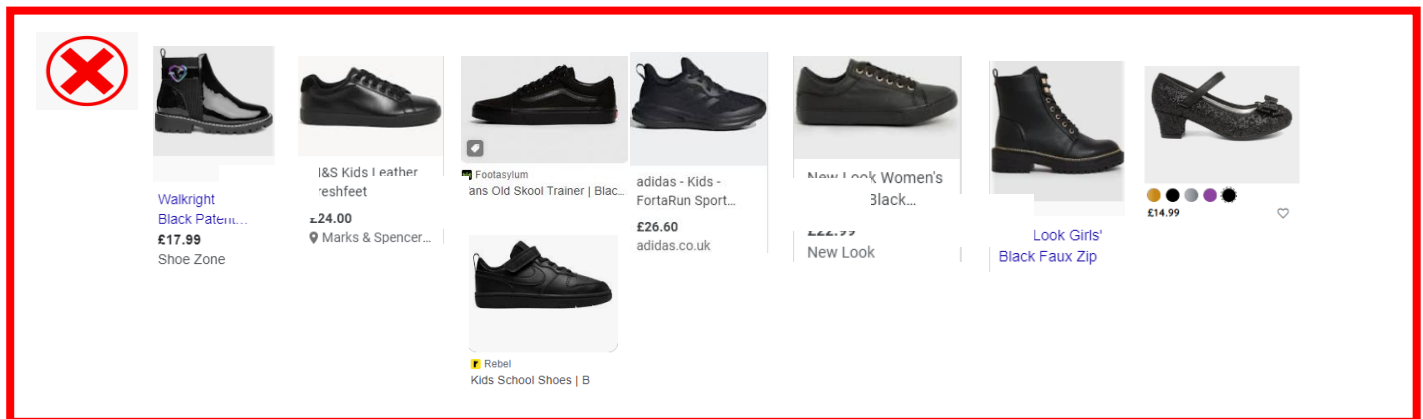 Walkright
Black Patent...
£17.99
Shoe Zone
Kids Leather
reshfeet
£24.00
Marks & Spencer...
Footasylum
ans Old Skool Trainer | Blac...
r Rebel
Kids School Shoes | B
adidas - Kids -
FortaRun Sport...
£26.60
adidas.co.uk
New Look Women's
Black...
£22.99
New Look
Look Girls'
Black Faux Zip
£14.99